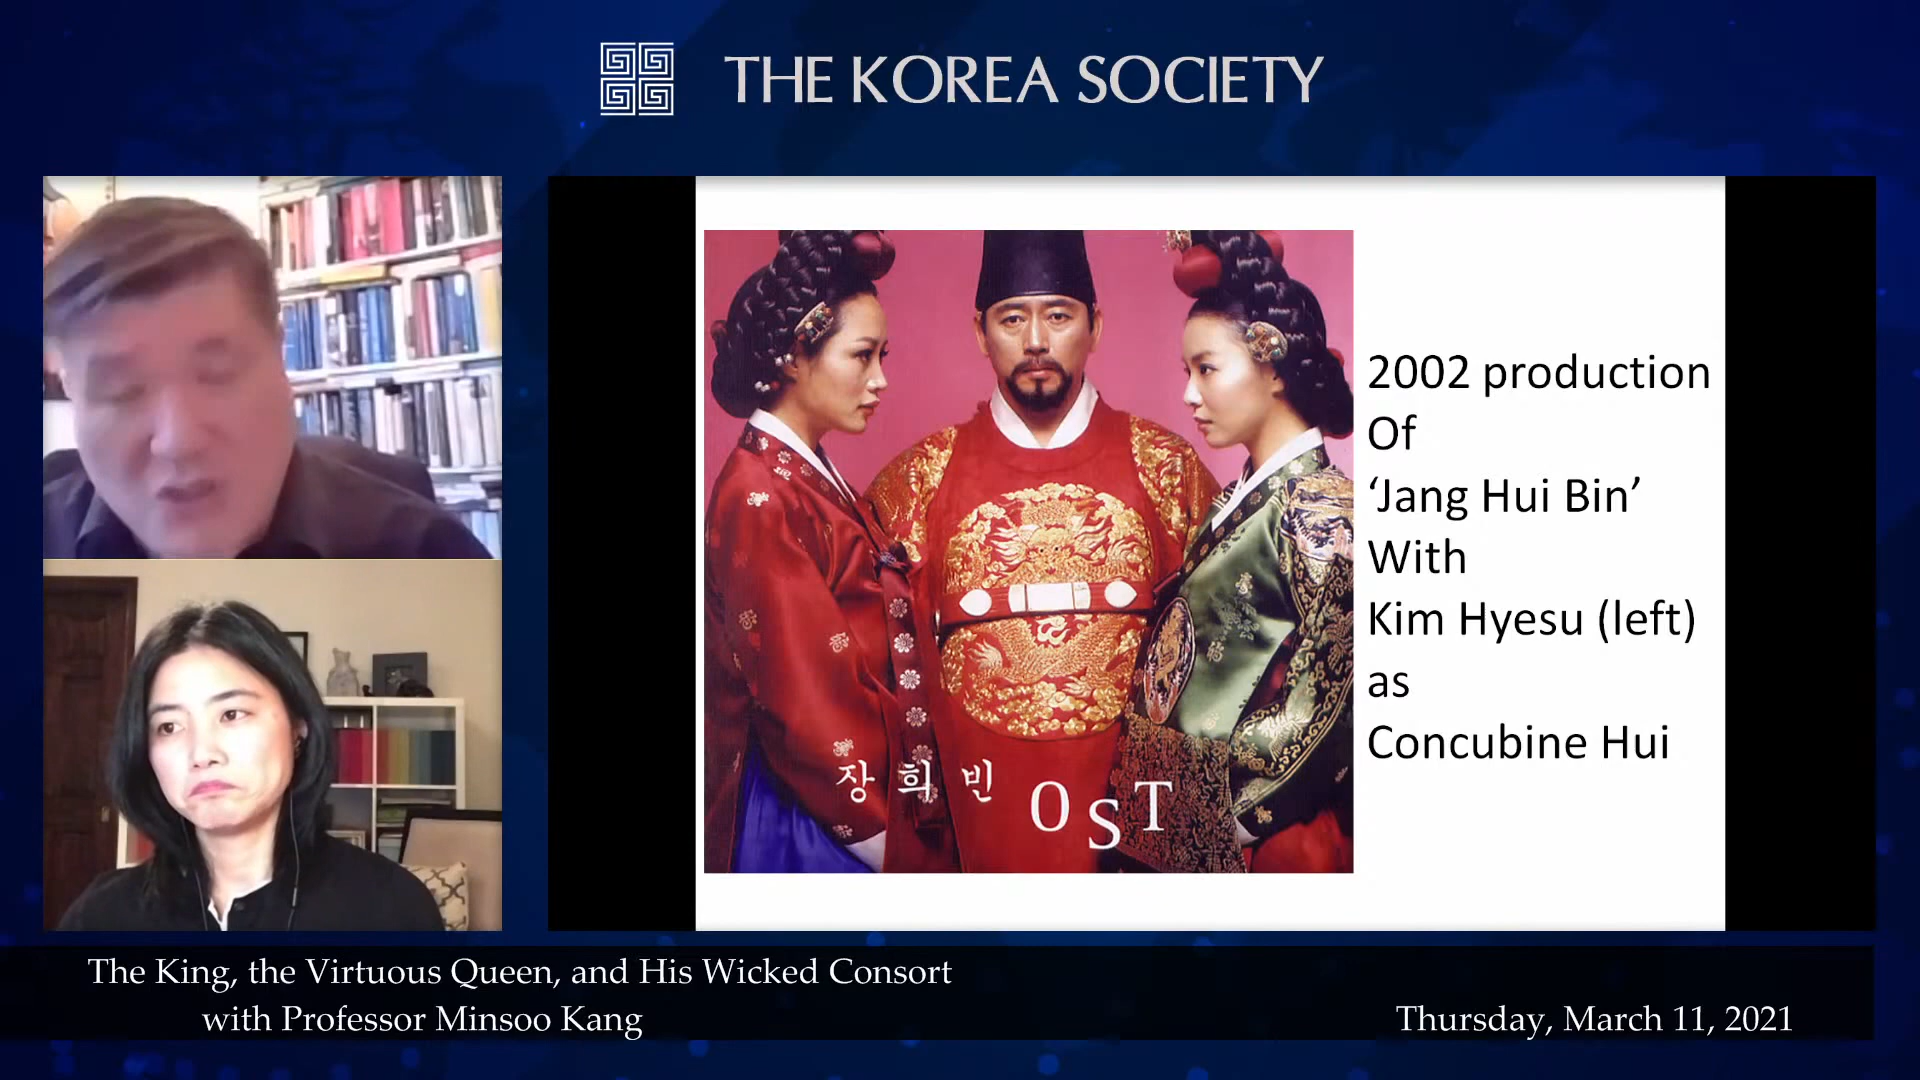 THE KOREA SOCIETY
장 희 빈 OST
2002 production
Of
‘Jang Hui Bin’
With
Kim Hyesu (left)
as
Concubine Hui
The King, the Virtuous Queen, and His Wicked Consort
with Professor Minsoo Kang
Thursday, March 11, 2021